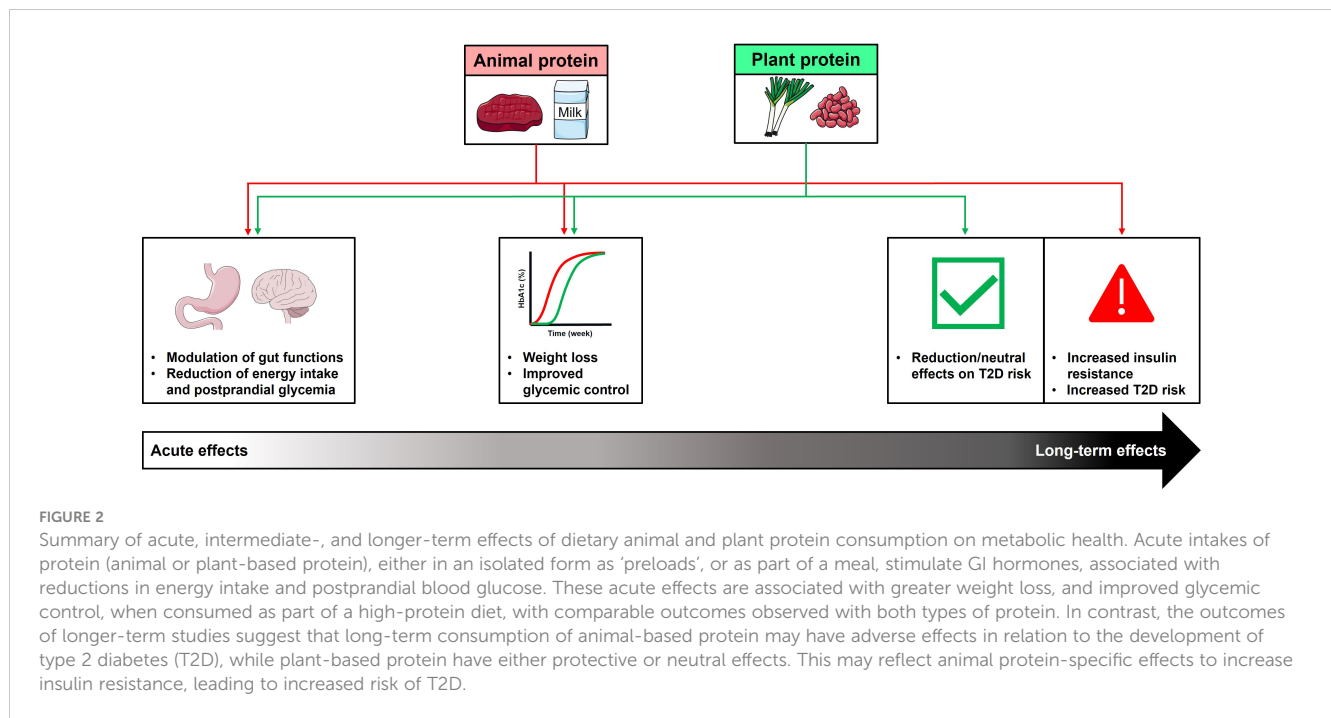 Animal protein
Plant protein
Milk
HbA1c (%)
Time (week)
• Modulation of gut functions
• Reduction of energy intake
and postprandial glycemia
• Weight loss
• Improved
glycemic control
• Reduction/neutral
effects on T2D risk
• Increased insulin
resistance
• Increased T2D risk
Acute effects
Long-term effects
FIGURE 2
Summary of acute, intermediate-, and longer-term effects of dietary animal and plant protein consumption on metabolic health. Acute intakes of
protein (animal or plant-based protein), either in an isolated form as ‘preloads’, or as part of a meal, stimulate GI hormones, associated with
reductions in energy intake and postprandial blood glucose. These acute effects are associated with greater weight loss, and improved glycemic
control, when consumed as part of a high-protein diet, with comparable outcomes observed with both types of protein. In contrast, the outcomes
of longer-term studies suggest that long-term consumption of animal-based protein may have adverse effects in relation to the development of
type 2 diabetes (T2D), while plant-based protein have either protective or neutral effects. This may reflect animal protein-specific effects to increase
insulin resistance, leading to increased risk of T2D.